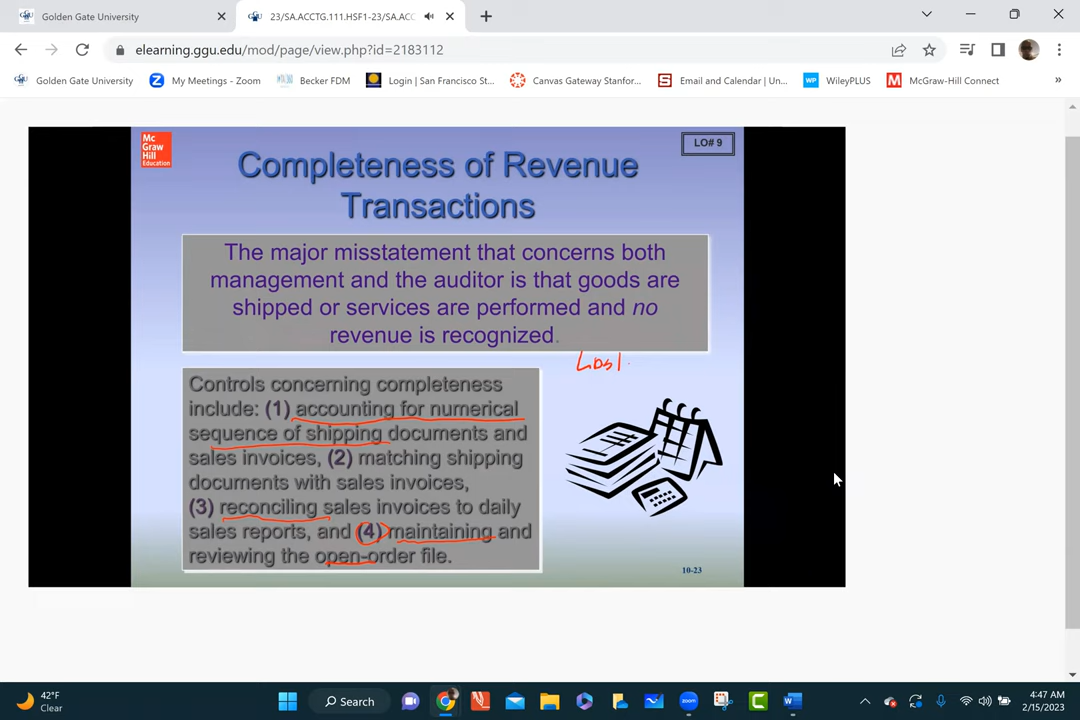 Golden Gate University
23/SA.ACCTG.111.HSF1-23/SA.ACC
elearning.ggu.edu/mod/page/view.php?id=2183112
Golden Gate University
My Meetings - Zoom
Becker FDM
Login | San Francisco St...
Canvas Gateway Stanfor...
Email and Calendar | Un...
WP
WileyPLUS
M
McGraw-Hill Connect
»
Mc
Graw
Hill
Education
LO# 9
Completeness of Revenue
Transactions
The major misstatement that concerns both
management and the auditor is that goods are
shipped or services are performed and no
revenue is recognized.
Lost
Controls concerning completeness
include: (1) accounting for numerical
sequence of shipping documents and
sales invoices, (2) matching shipping
documents with sales invoices,
(3) reconciling sales invoices to daily
sales reports, and (4) maintaining and
reviewing the open-order file.
10-23
42°F
Clear
Search
zoom
4:47 AM
2/15/2023